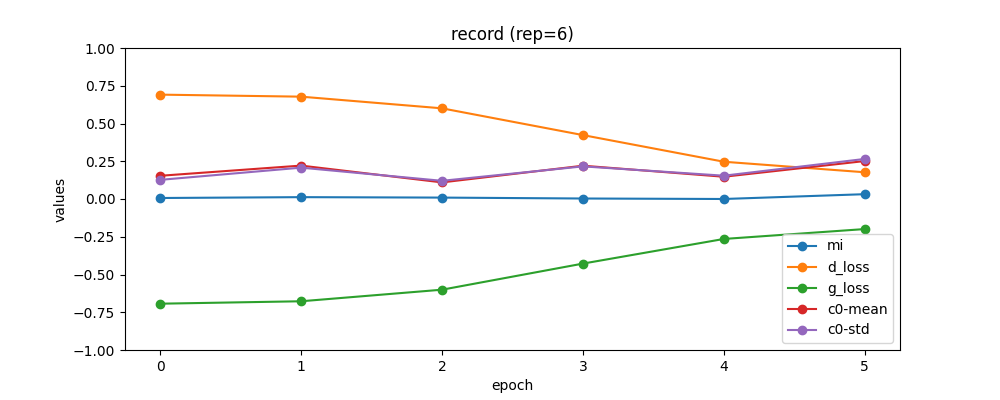 record (rep=6)
1.00
0.75
0.50
0.25
0.00
−0.25
−0.50
−0.75
−1.00
values
0
1
2
3
4
5
epoch
mi
d_loss
g_loss
c0-mean
c0-std